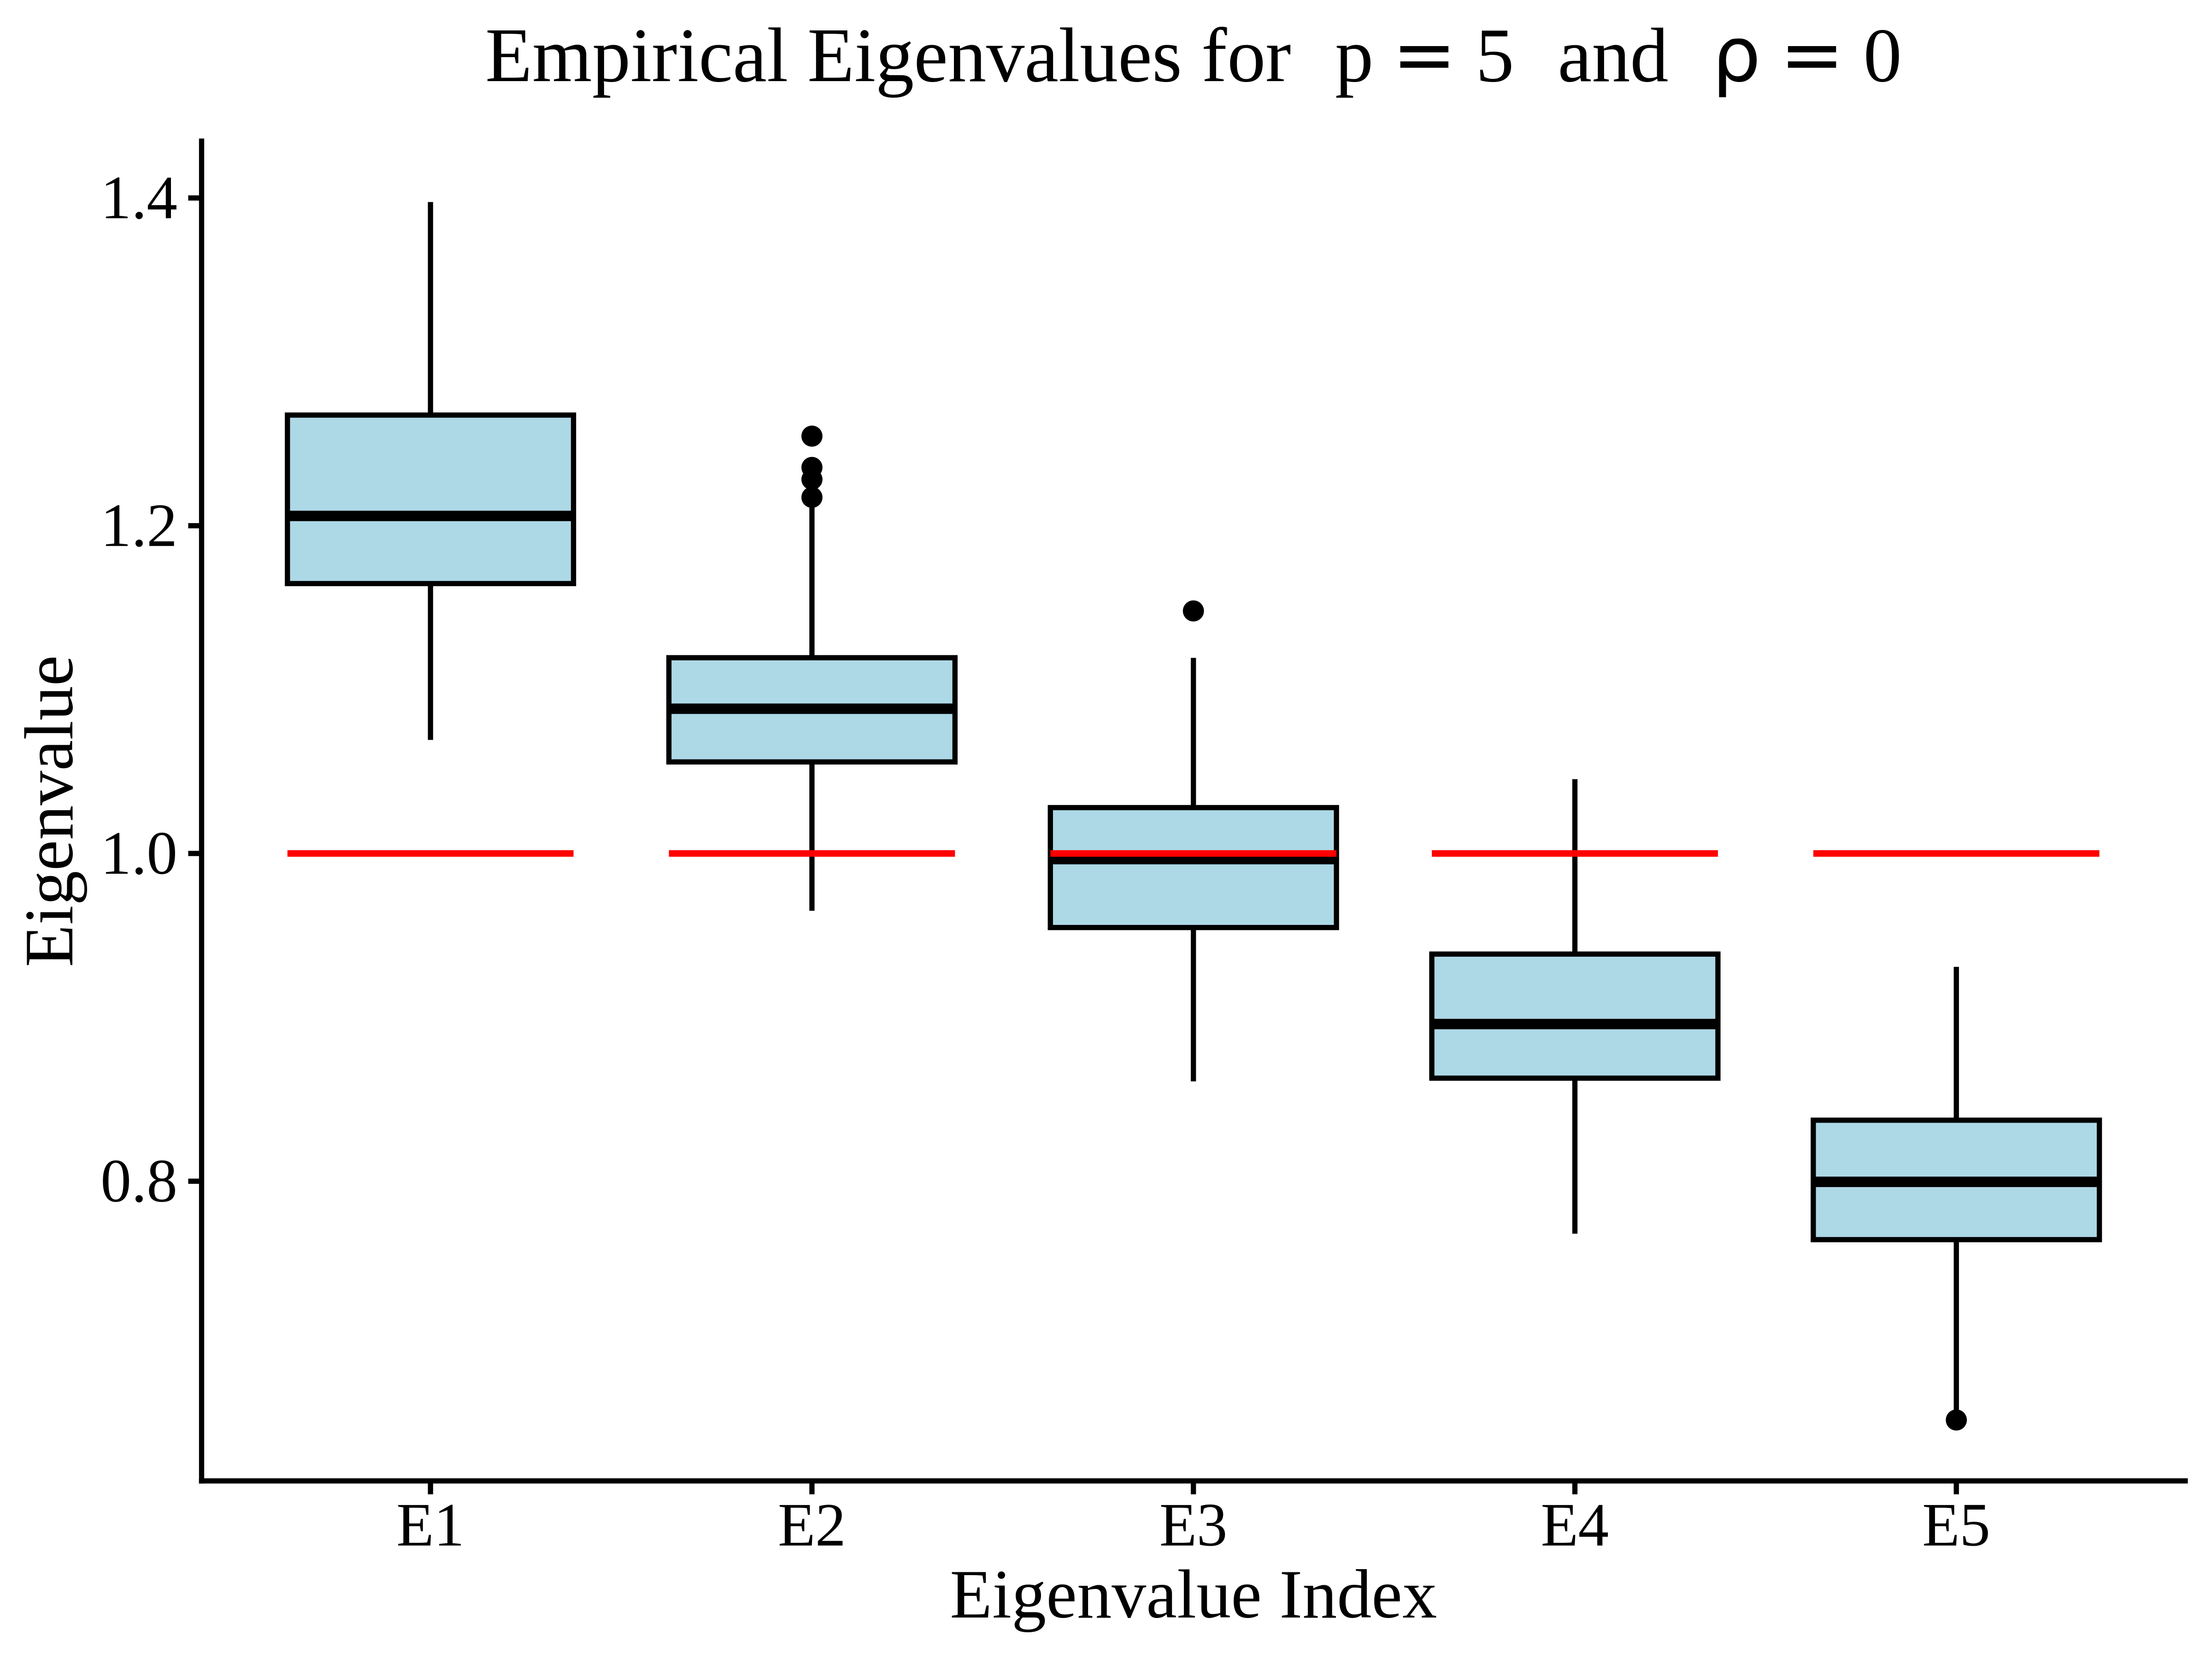 Empirical Eigenvalues for p = 5 and ρ = 0
Eigenvalue
1.4
1.2
1.0
0.8
E1 E2 E3 E4 E5
Eigenvalue Index